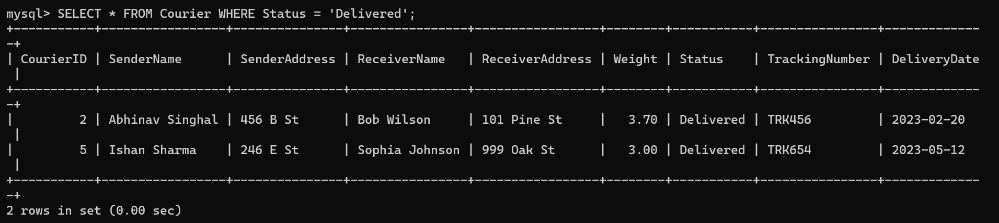 mysql> SELECT * FROM Courier WHERE Status = 'Delivered';
+-----------+-----------------+---------------+----------------+-----------------+--------+-----------+----------------+-------------
-+
| CourierID | SenderName      | SenderAddress | ReceiverName   | ReceiverAddress | Weight | Status    | TrackingNumber | DeliveryDate
 |
+-----------+-----------------+---------------+----------------+-----------------+--------+-----------+----------------+-------------
-+
|         2 | Abhinav Singhal | 456 B St      | Bob Wilson     | 101 Pine St     |   3.70 | Delivered | TRK456         | 2023-02-20
 |
|         5 | Ishan Sharma    | 246 E St      | Sophia Johnson | 999 Oak St      |   3.00 | Delivered | TRK654         | 2023-05-12
 |
+-----------+-----------------+---------------+----------------+-----------------+--------+-----------+----------------+-------------
-+
2 rows in set (0.00 sec)